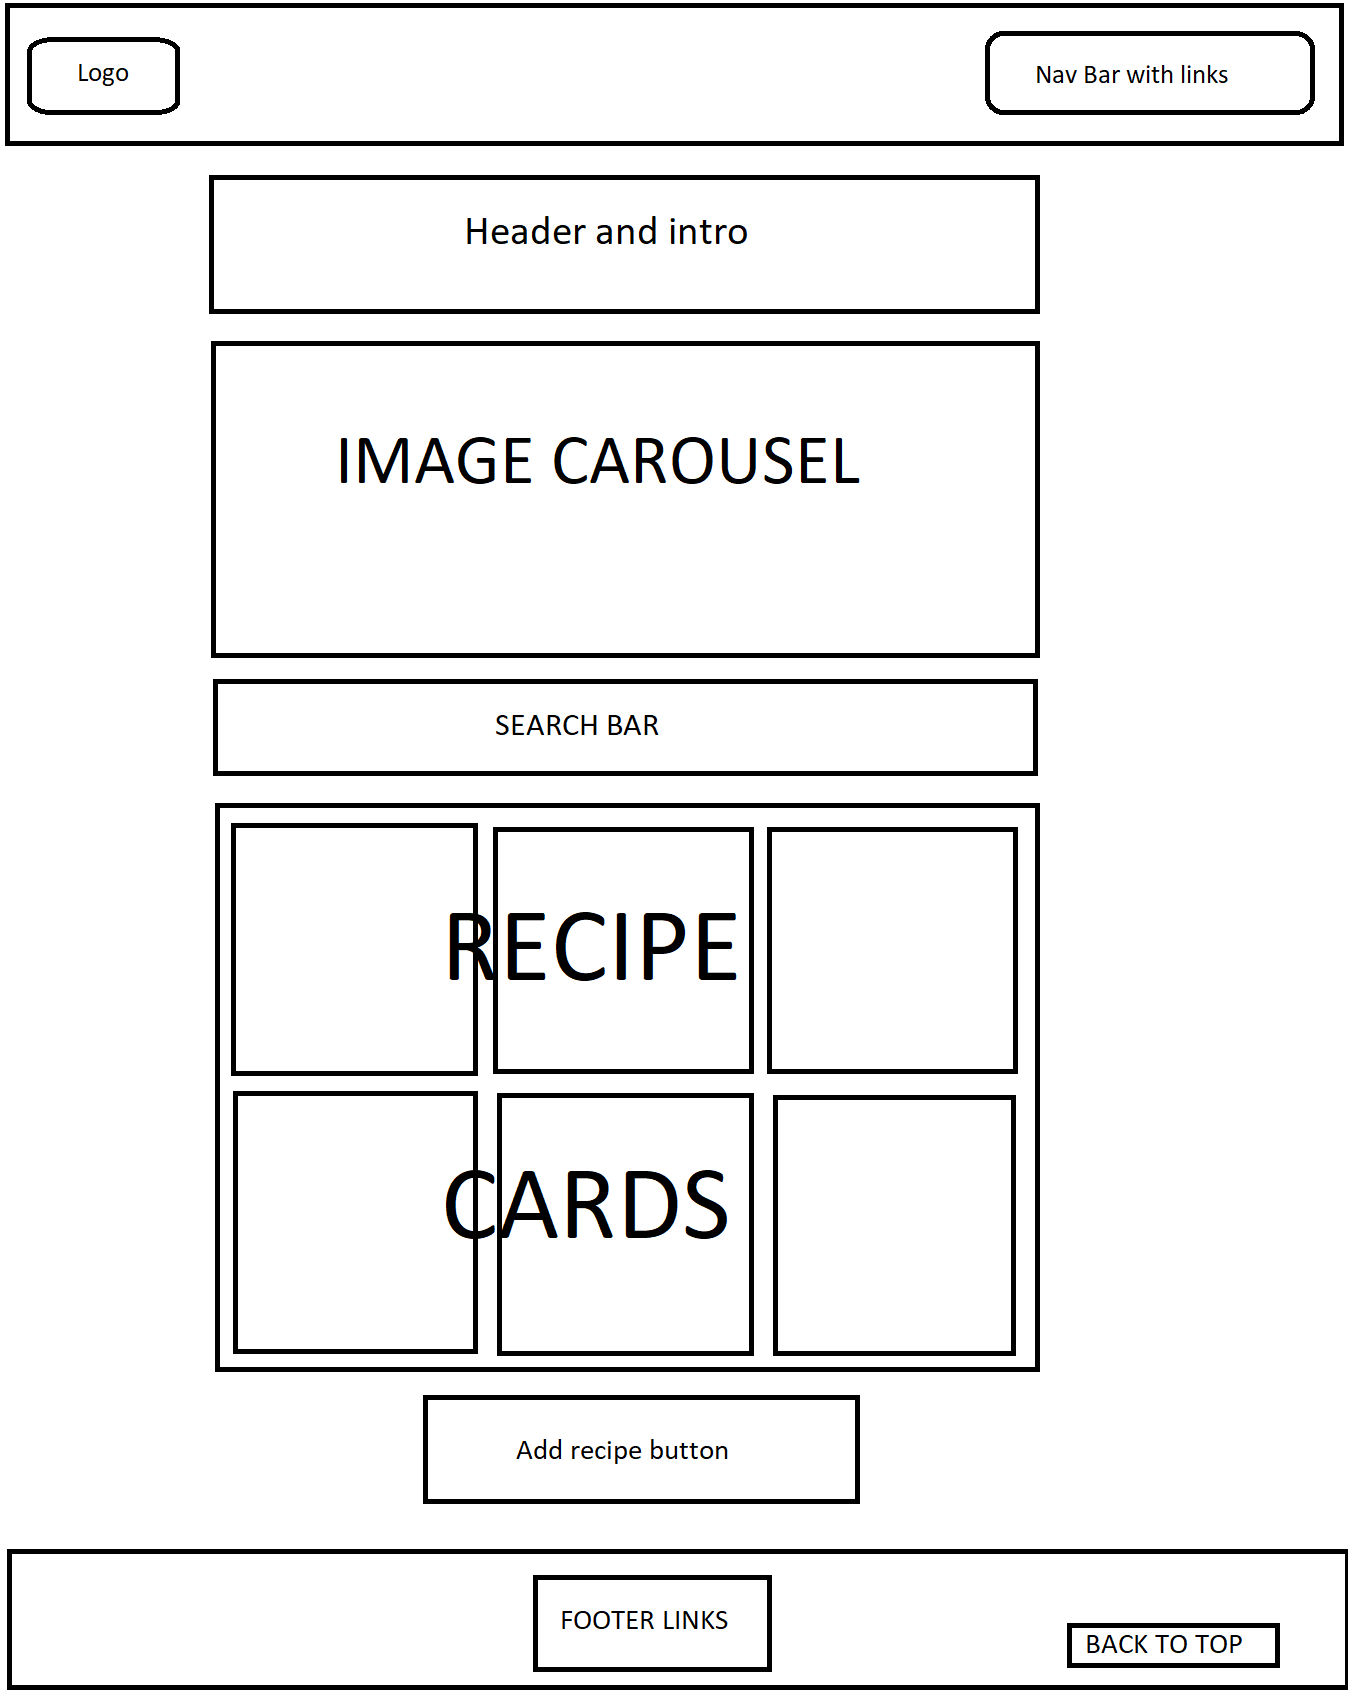 Logo
Nav Bar with links
Header and intro
IMAGE CAROUSEL
SEARCH BAR
RECIPE
CARDS
Add recipe button
FOOTER LINKS
BACK TO TOP